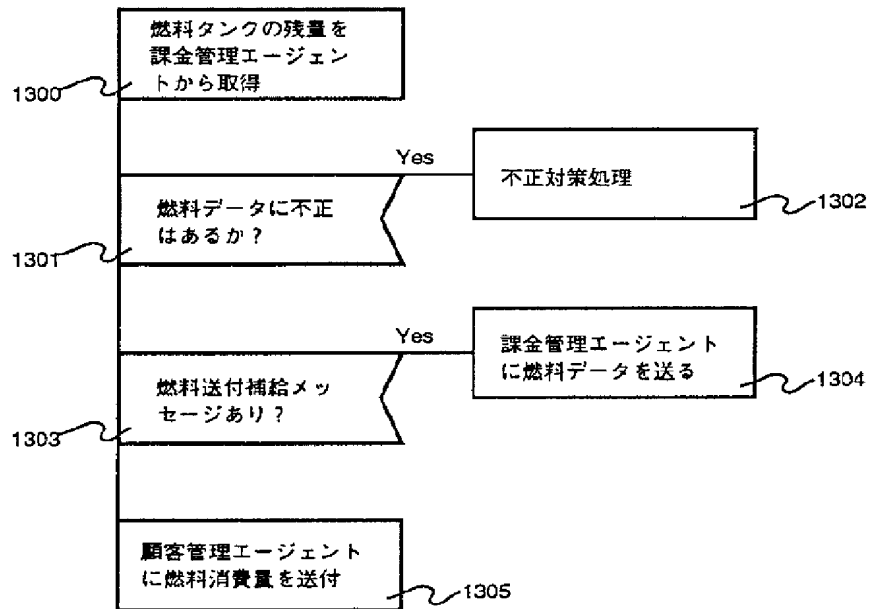 燃料タンクの残量を
課金管理エージェン
トから取得
1300
Yes
不正対策処理
1302
燃料データに不正
はあるか？
1301
Yes
課金管理エージェント
に燃料データを送る
1304
燃料送付補給メッ
セージあり？
1303
顧客管理エージェント
に燃料消費量を送付
1305